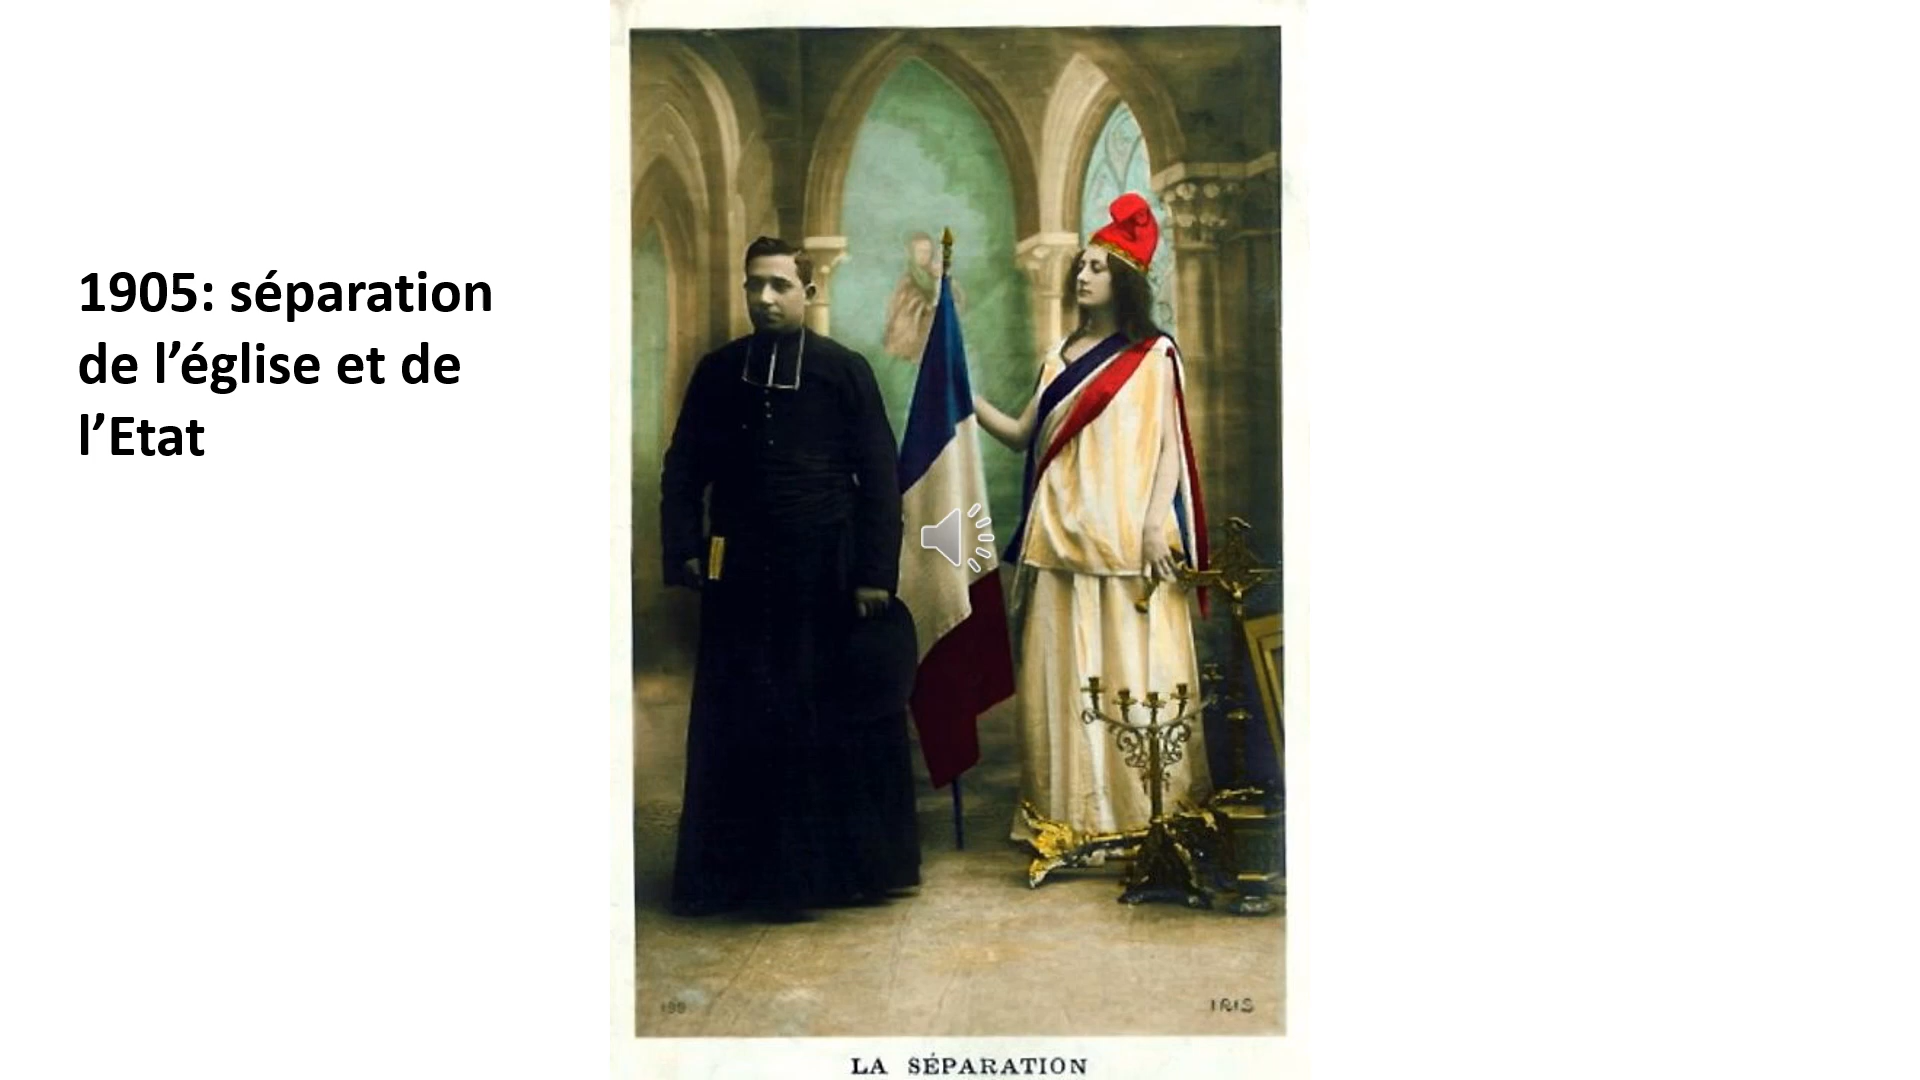 1905: séparation
de l’église et de
l’Etat
199
IRIS
LA SÉPARATION